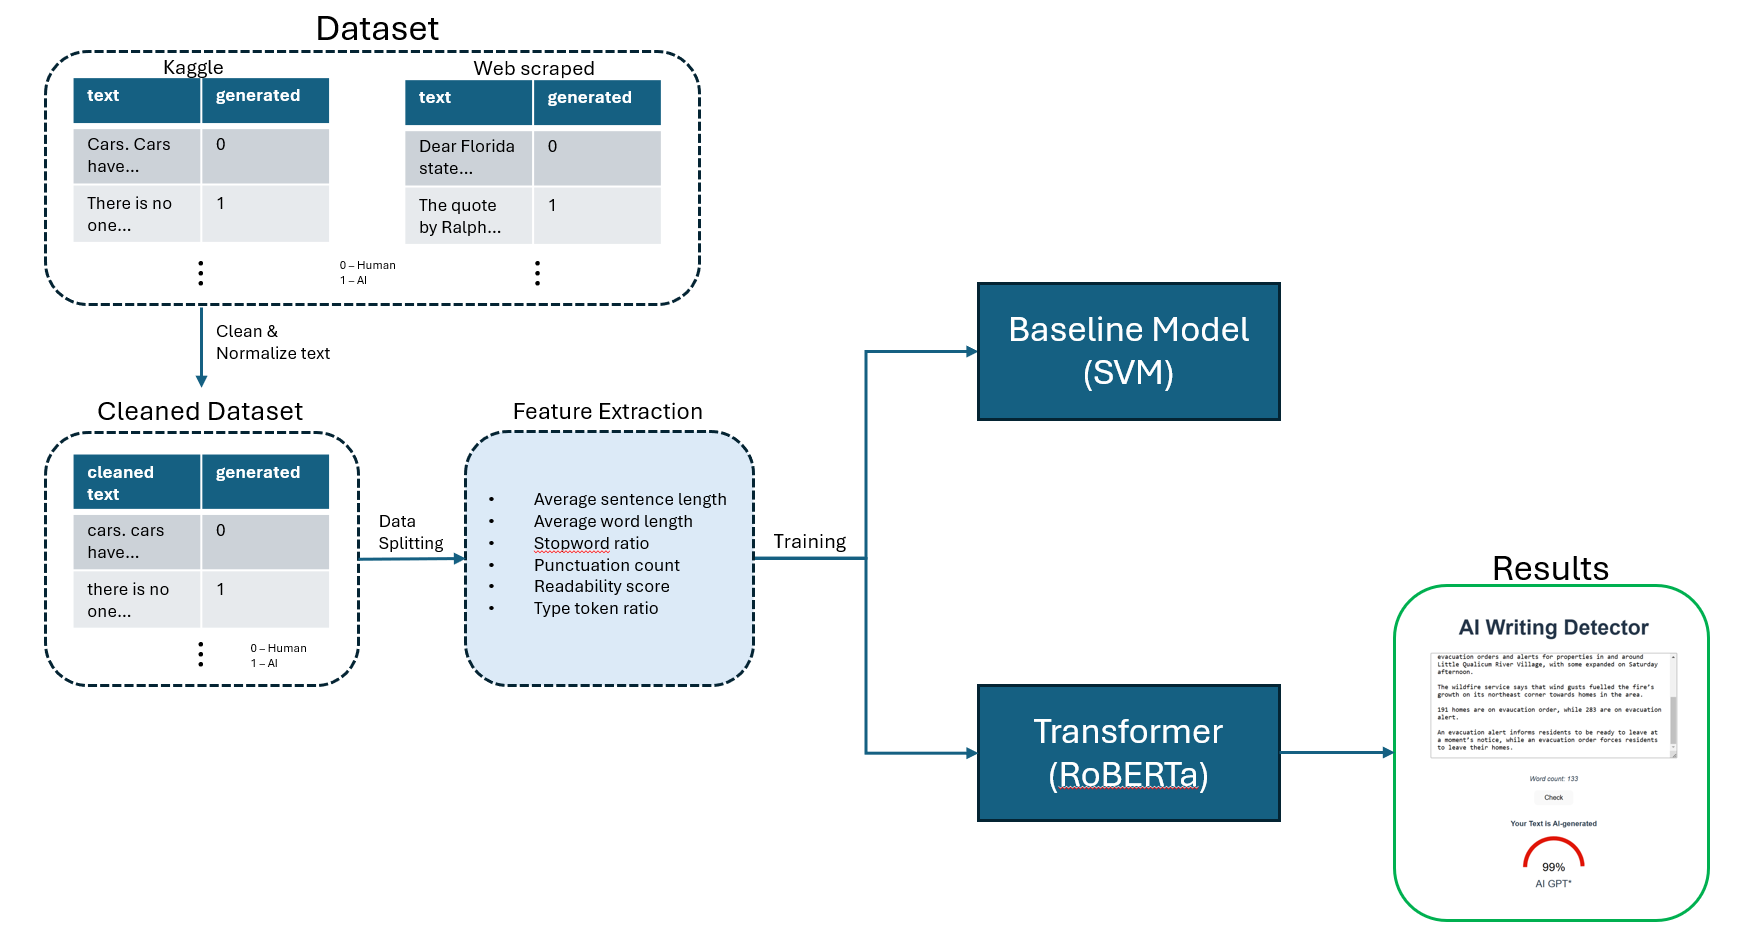 Dataset
Kaggle
text generated
Cars. Cars 0
have...
There is no 1
one...
Web scraped
text generated
Dear Florida 0
state...
The quote 1
by Ralph...
0 – Human
1 – AI
Clean &
Normalize text
Cleaned Dataset
cleaned generated
text
cars. cars 0
have...
there is no 1
one...
0 – Human
1 – AI
Data
Splitting
Feature Extraction
• Average sentence length
• Average word length
• Stopword ratio
• Punctuation count
• Readability score
• Type token ratio
Training
Baseline Model
(SVM)
Transformer
(RoBERTa)
Results
AI Writing Detector
evacuation orders and alerts for properties in and around
Little Qualicum River Village, with some expanded on Saturday
afternoon.
The wildfire service says that wind gusts fuelled the fire's
growth on its northeast corner towards homes in the area.
191 homes are on evaucation order, while 283 are on evacuation
alert.
An evacuation alert informs residents to be ready to leave at
a moment's notice, while an evacuation order forces residents
to leave their homes.
Word count: 133
Check
Your Text is AI-generated
99%
AI GPT*